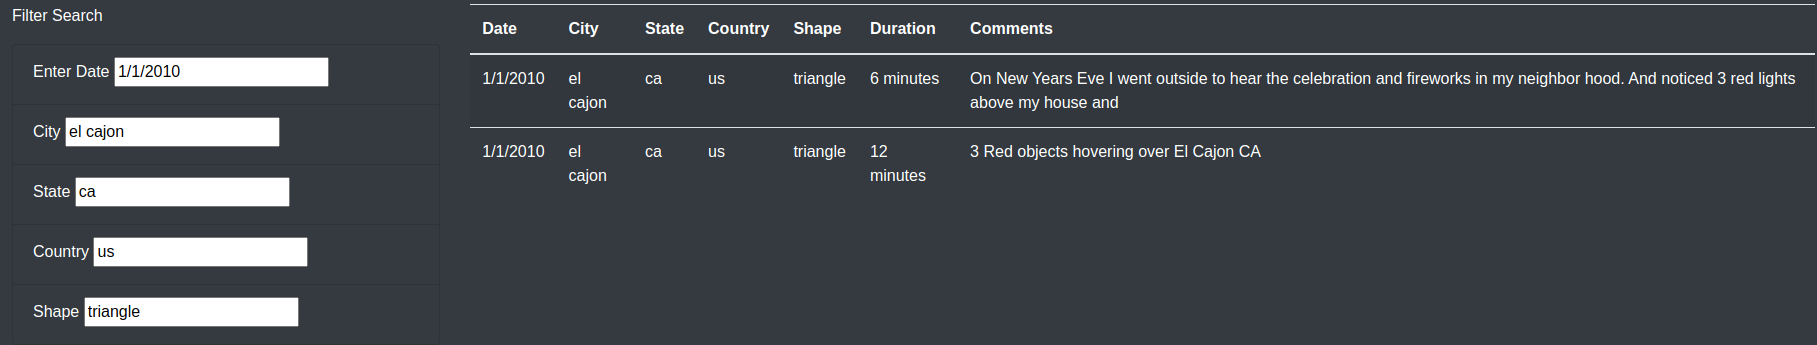 Filter Search
Enter Date 1/1/2010
City el cajon
State ca
Country us
Shape triangle
Date City State Country Shape Duration Comments
1/1/2010 el ca us triangle 6 minutes On New Years Eve I went outside to hear the celebration and fireworks in my neighbor hood. And noticed 3 red lights
cajon above my house and
1/1/2010 el ca us triangle 12 3 Red objects hovering over El Cajon CA
cajon minutes